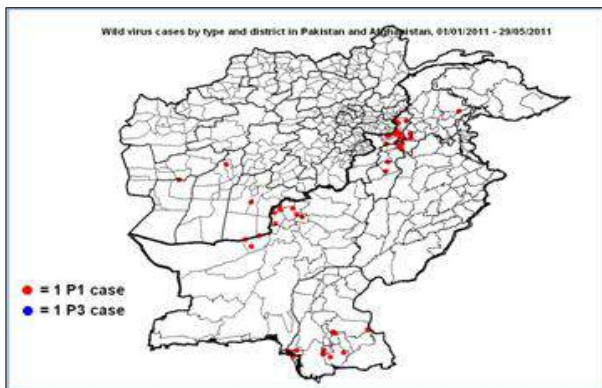 Wild virus cases by type and district in Pakistan and Afghanistan, 01/01/2011 - 29/05/2011
= 1 P1 case
= 1 P3 case